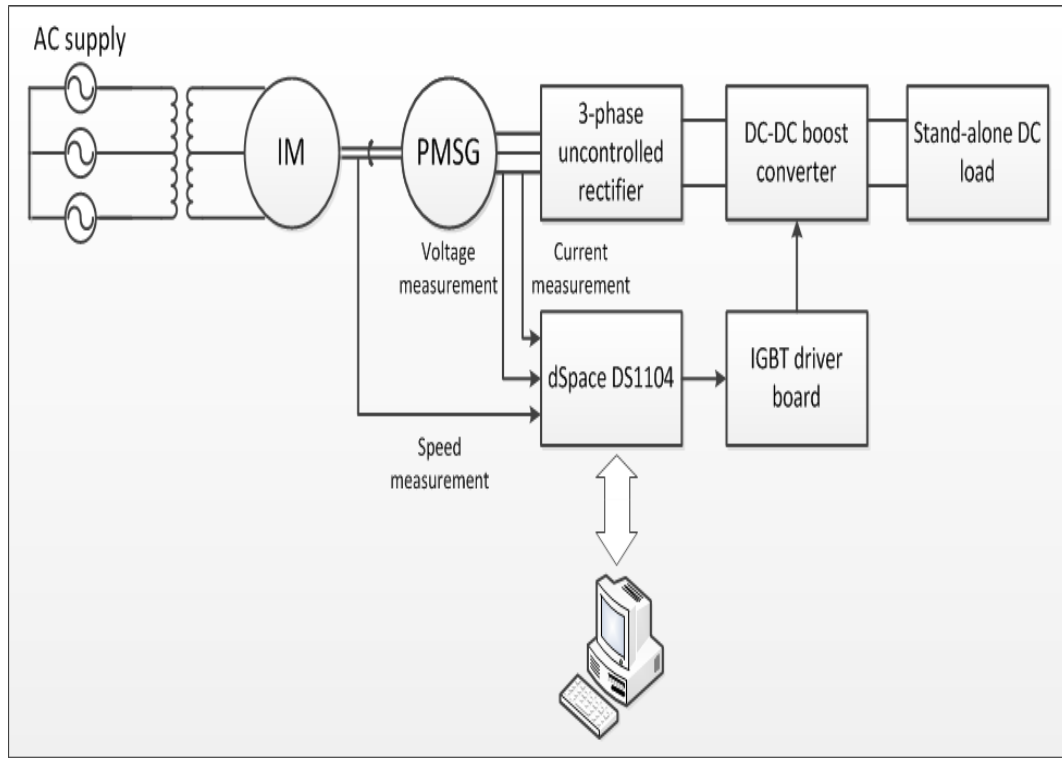 AC supply
IM
PMSG
3-phase
uncontrolled
rectifier
DC-DC boost
converter
Stand-alone DC
load
Voltage
measurement
Current
measurement
dSpace DS1104
IGBT driver
board
Speed
measurement